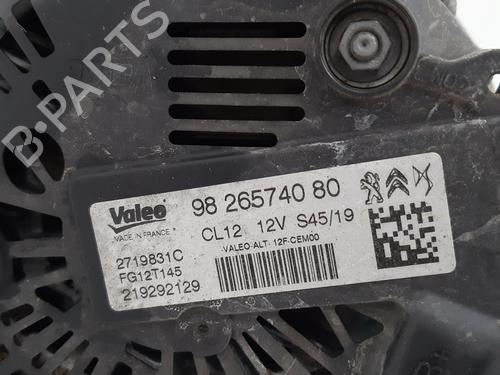 B-PARTS
Valeo
MADE IN FRANCE
98 265740 80
CL12 12V S45/19
VALEO-ALT- 12F-CEM00
2719831C
FG12T145
219292129
B+